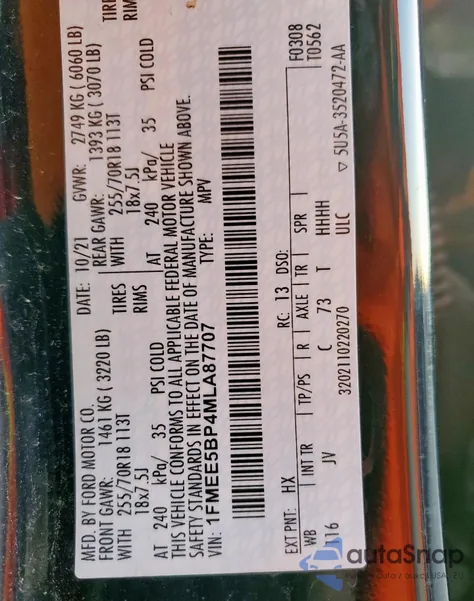 MFD. BY FORD MOTOR CO.
DATE: 10/21 GVWR: 2749 KG ( 6060 LB)
FRONT GAWR: 1461 KG ( 3220 LB) REAR GAWR: 1393 KG ( 3070 LB)
WITH 255/70R18 113T TIRES WITH 255/70R18 113T TIRES
18x7.5J RIMS 18x7.5J RIMS
AT 240 kPa/ 35 PSI COLD AT 240 kPa/ 35 PSI COLD
THIS VEHICLE CONFORMS TO ALL APPLICABLE FEDERAL MOTOR VEHICLE
SAFETY STANDARDS IN EFFECT ON THE DATE OF MANUFACTURE SHOWN ABOVE.
VIN: 1FMEE5BP4MLA87707 TYPE: MPV
F0308
T0562
EXT PNT: HX RC: 13 DSO:
WB INT TR TP/PS R AXLE TR SPR
116 JV C 73 T HHHH
3202110220270 ULC
▽ 5U5A-3520472-AA
autoSnap